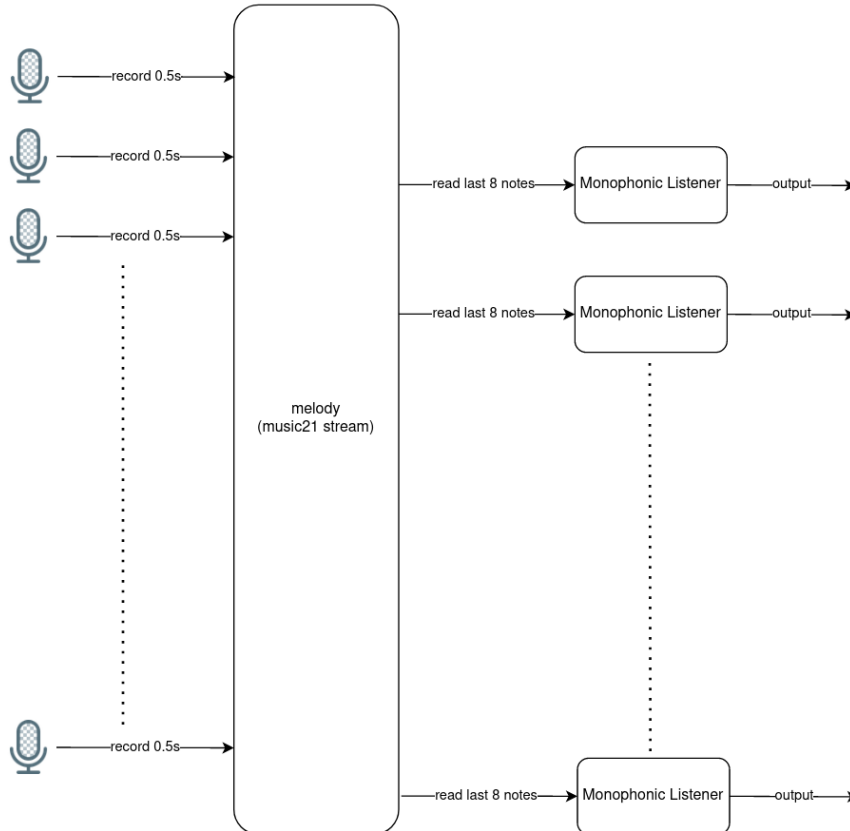 record 0.5s
record 0.5s
read last 8 notes
Monophonic Listener
output
record 0.5s
read last 8 notes
Monophonic Listener
output
melody
(music21 stream)
record 0.5s
read last 8 notes
Monophonic Listener
output